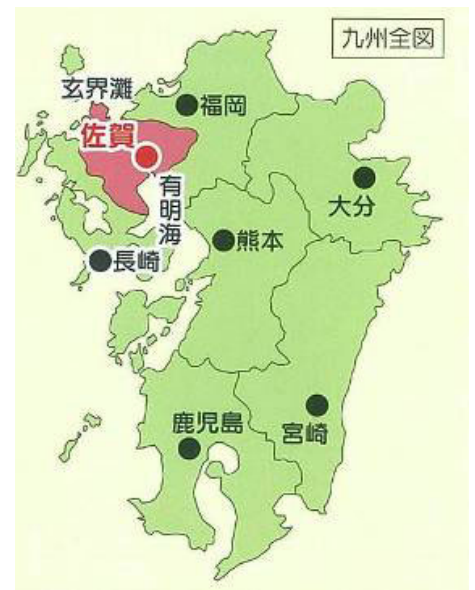 九州全図
玄界灘
福岡
佐賀
有明海
大分
熊本
長崎
鹿児島
宮崎